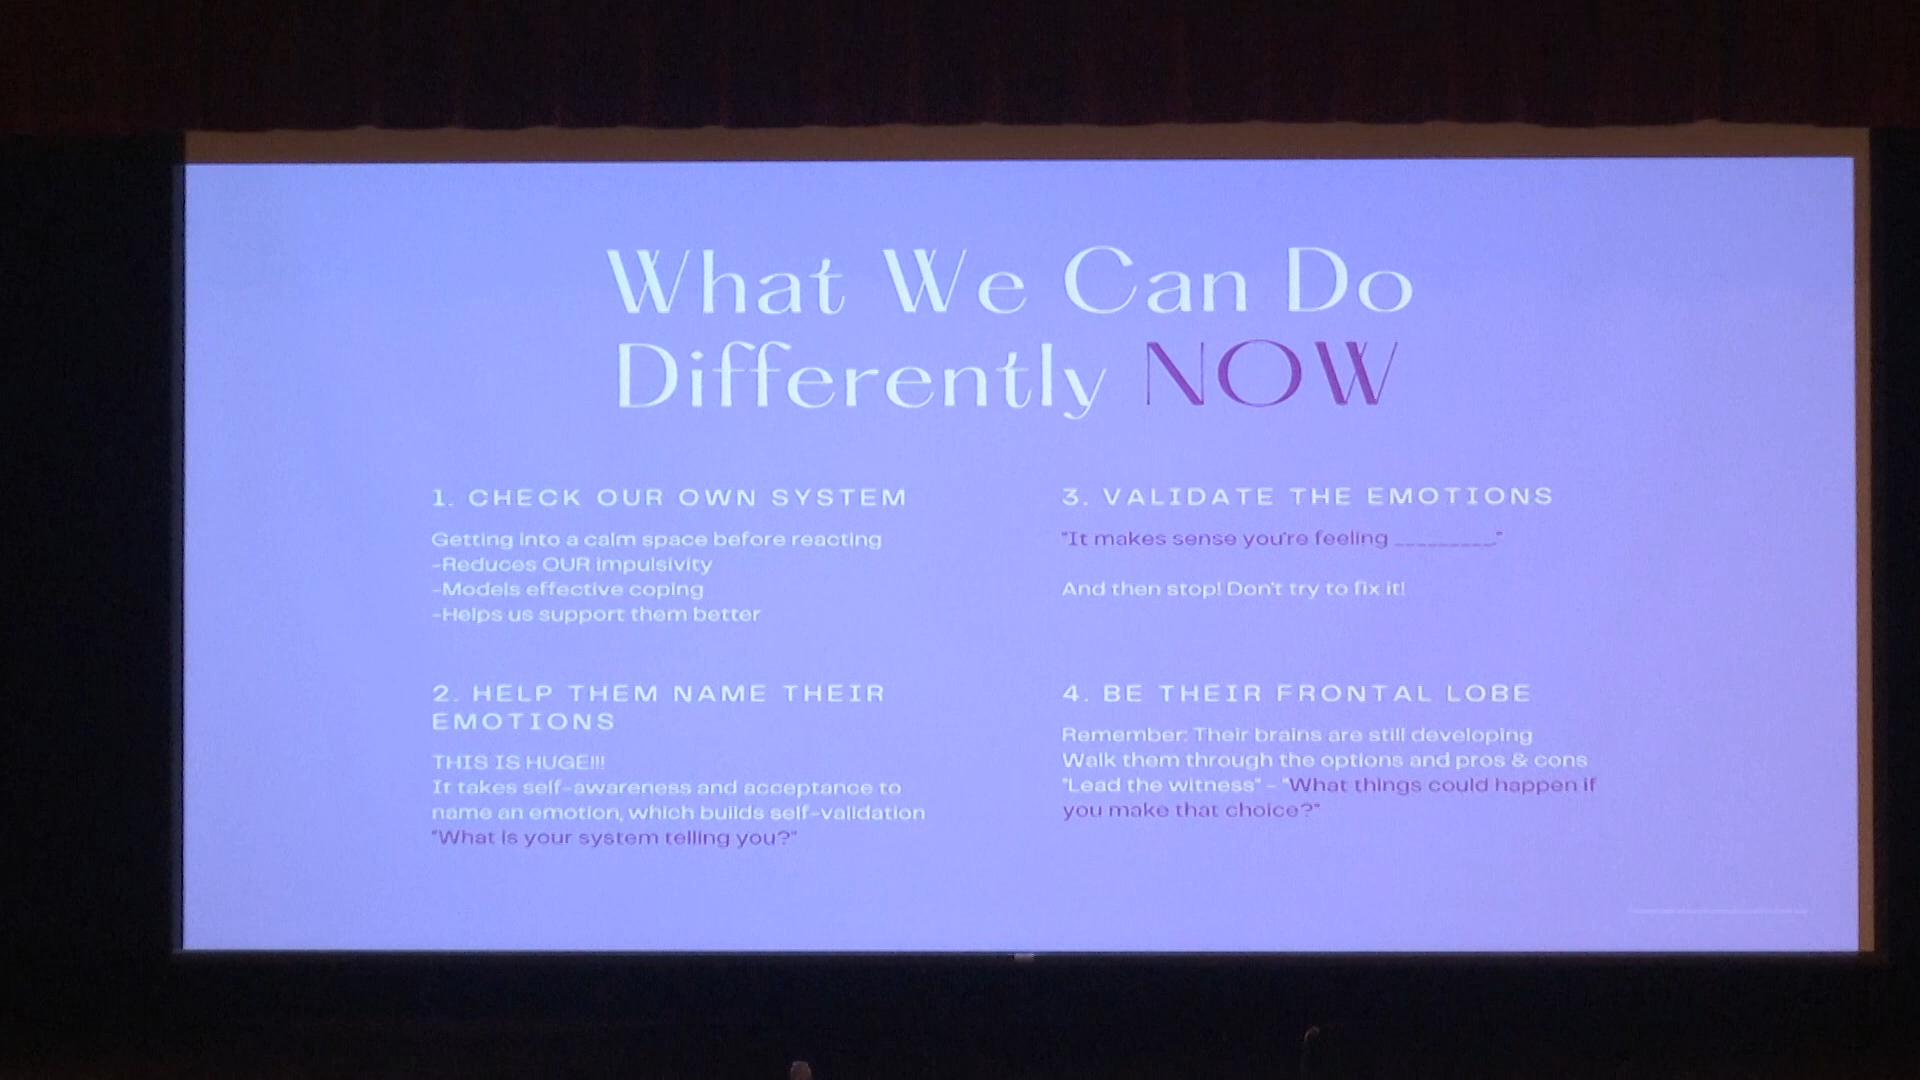 What We Can Do
Differently NOW
1. CHECK OUR OWN SYSTEM
Getting into a calm space before reacting
-Reduces OUR impulsivity
-Models effective coping
-Helps us support them better
2. HELP THEM NAME THEIR
EMOTIONS
THIS IS HUGE!!!
It takes self-awareness and acceptance to
name an emotion, which builds self-validation
"What is your system telling you?"
3. VALIDATE THE EMOTIONS
"It makes sense you're feeling _________."
And then stop! Don't try to fix it!
4. BE THEIR FRONTAL LOBE
Remember: Their brains are still developing
Walk them through the options and pros & cons
"Lead the witness" - "What things could happen if
you make that choice?"